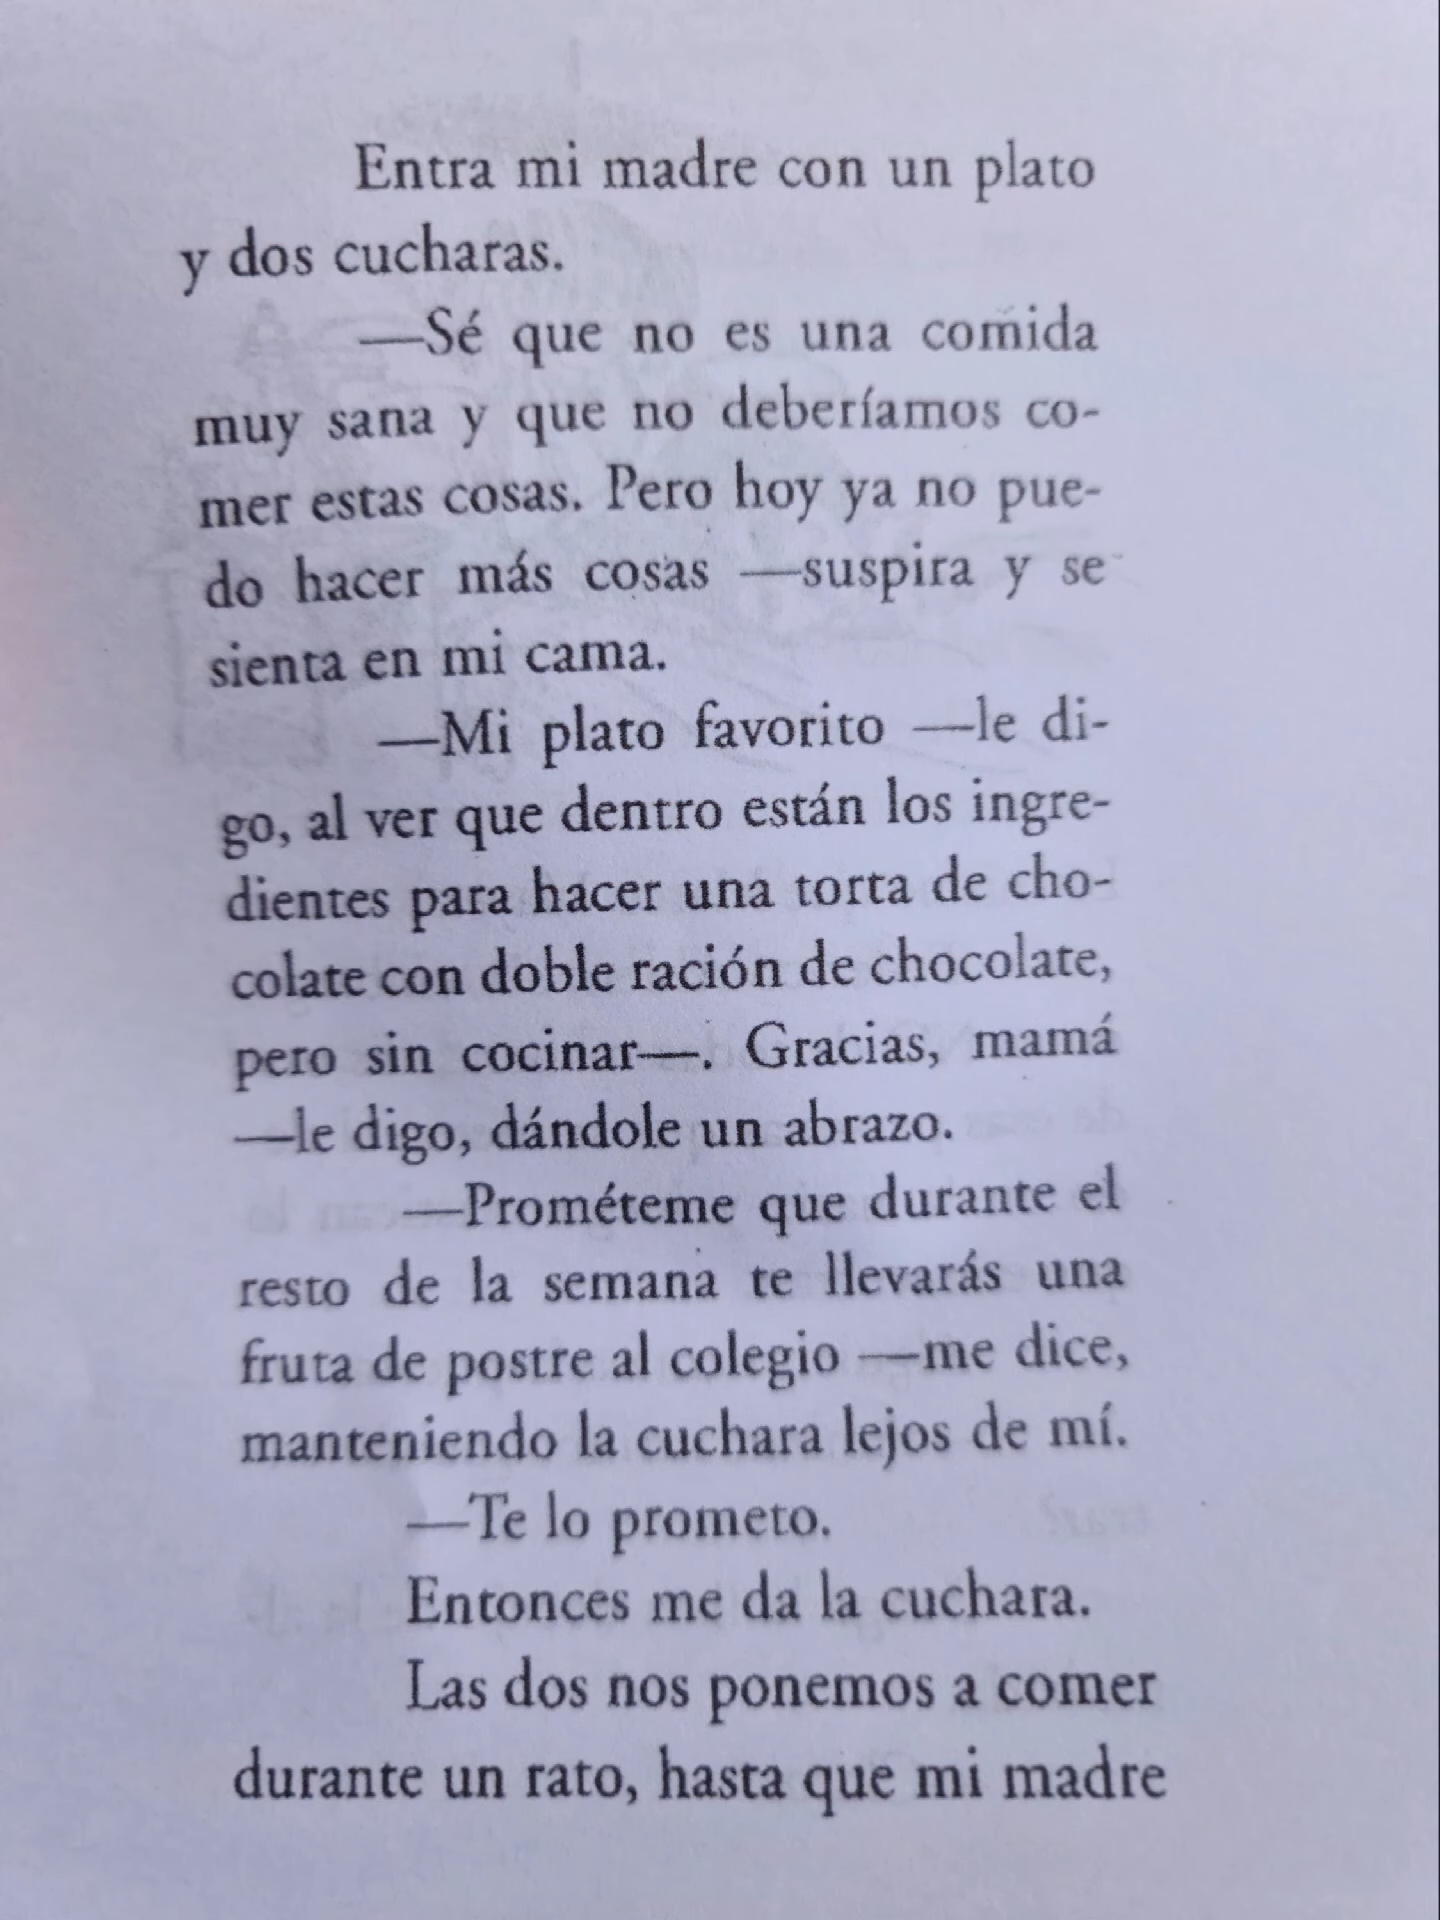 Entra mi madre con un plato
y dos cucharas.
—Sé que no es una comida
muy sana y que no deberíamos co-
mer estas cosas. Pero hoy ya no pue-
do hacer más cosas —suspira y se
sienta en mi cama.
—Mi plato favorito —le di-
go, al ver que dentro están los ingre-
dientes para hacer una torta de cho-
colate con doble ración de chocolate,
pero sin cocinar—. Gracias, mamá
—le digo, dándole un abrazo.
—Prométeme que durante el
resto de la semana te llevarás una
fruta de postre al colegio —me dice,
manteniendo la cuchara lejos de mí.
—Te lo prometo.
Entonces me da la cuchara.
Las dos nos ponemos a comer
durante un rato, hasta que mi madre